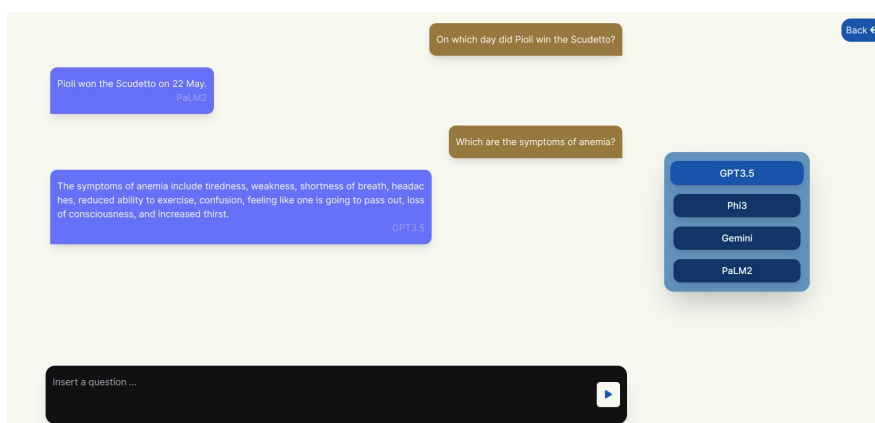 On which day did Pioli win the Scudetto?
Back
Pioli won the Scudetto on 22 May.
PaLM2
Which are the symptoms of anemia?
The symptoms of anemia include tiredness, weakness, shortness of breath, headac
hes, reduced ability to exercise, confusion, feeling like one is going to pass out, loss
of consciousness, and increased thirst.
GPT3.5
GPT3.5
Phi3
Gemini
PaLM2
Insert a question ...